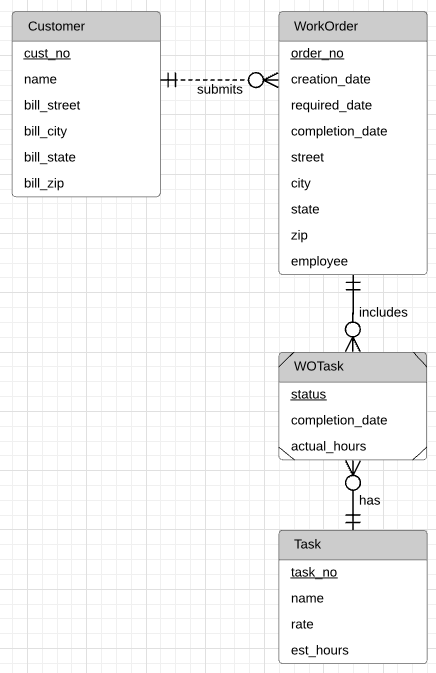 Customer
cust_no
name
bill_street
bill_city
bill_state
bill_zip
submits
WorkOrder
order_no
creation_date
required_date
completion_date
street
city
state
zip
employee
includes
WOTask
status
completion_date
actual_hours
has
Task
task_no
name
rate
est_hours